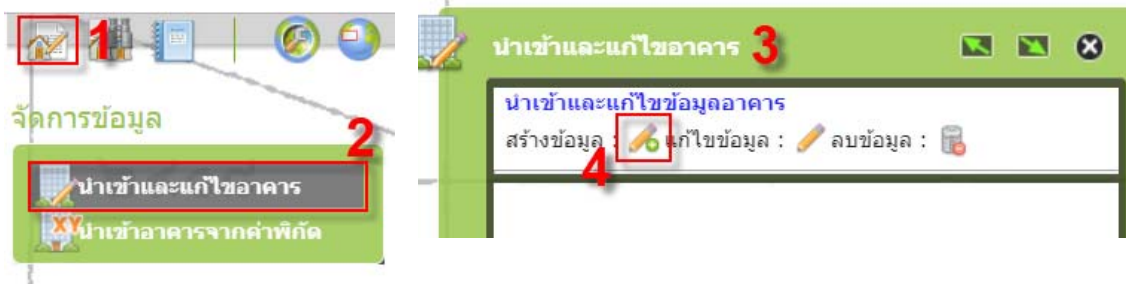 1
จัดการข้อมูล
2
นำเข้าและแก้ไขอาคาร
XY นำเข้าอาคารจากค่าพิกัด
นำเข้าและแก้ไขอาคาร 3
นำเข้าและแก้ไขข้อมูลอาคาร
สร้างข้อมูล : แก้ไขข้อมูล : ลบข้อมูล :
4